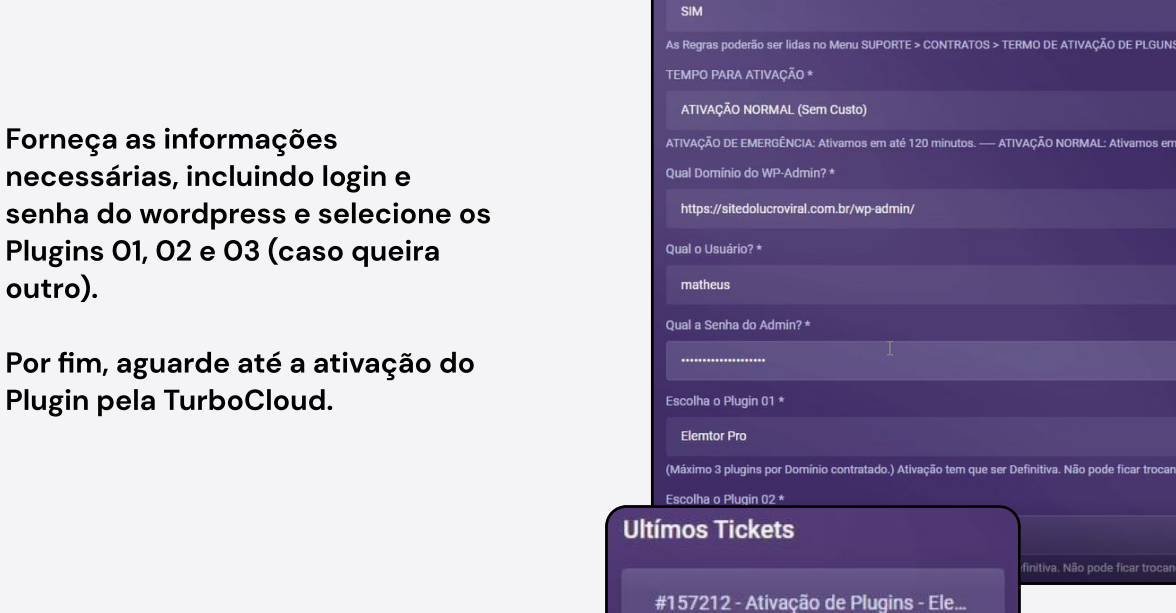 Forneça as informações
necessárias, incluindo login e
senha do wordpress e selecione os
Plugins 01, 02 e 03 (caso queira
outro).
Por fim, aguarde até a ativação do
Plugin pela TurboCloud.
SIM
As Regras poderão ser lidas no Menu SUPORTE > CONTRATOS > TERMO DE ATIVAÇÃO DE PLGUNS
TEMPO PARA ATIVAÇÃO *
ATIVAÇÃO NORMAL (Sem Custo)
ATIVAÇÃO DE EMERGÊNCIA: Ativamos em até 120 minutos. ---- ATIVAÇÃO NORMAL: Ativamos em
Qual Domínio do WP-Admin? *
https://sitedolucroviral.com.br/wp-admin/
Qual o Usuário? *
matheus
Qual a Senha do Admin? *
••••••••••••••••••••
Escolha o Plugin 01 *
Elemtor Pro
(Máximo 3 plugins por Domínio contratado.) Ativação tem que ser Definitiva. Não pode ficar trocan
Escolha o Plugin 02 *
finitiva. Não pode ficar trocan
Ultímos Tickets
#157212 - Ativação de Plugins - Ele...